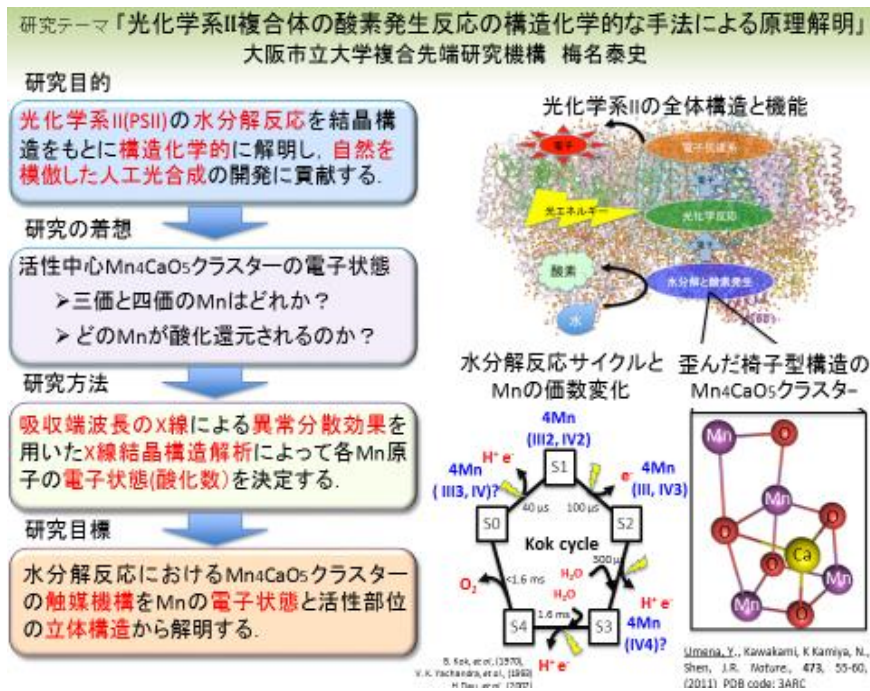 研究テーマ「光化学系II複合体の酸素発生反応の構造化学的な手法による原理解明」
大阪市立大学複合先端研究機構 梅名泰史
研究目的
光化学系II(PSII)の水分解反応を結晶構
造をもとに構造化学的に解明し, 自然を
模倣した人工光合成の開発に貢献する.
研究の着想
活性中心Mn4CaO5クラスターの電子状態
➢三価と四価のMnはどれか?
➢どのMnが酸化還元されるのか?
研究方法
吸収端波長のX線による異常分散効果を
用いたX線結晶構造解析によって各Mn原
子の電子状態(酸化数)を決定する.
研究目標
水分解反応におけるMn4CaO5クラスター
の触媒機構をMnの電子状態と活性部位
の立体構造から解明する.
光化学系IIの全体構造と機能
電子
電子伝達系
電子
光エネルギー
光化学反応
電子
酸素
水分解と酸素発生
水
水分解反応サイクルと
Mnの価数変化
4Mn
(III2, IV2)
H+ e-
4Mn
(III3, IV)?
S1
e-
4Mn
(III, IV3)
40 μs
100 μs
S0
S2
Kok cycle
O2
<1.6 ms
H2O
300 μs
H2O
1.6 ms
H+ e-
S4
S3
4Mn
(IV4)?
H+ e-
B. Kok, et al., (1970),
V. K. Yachandra, et al., (1993)
H. Dau, et al., (2007)
歪んだ椅子型構造の
Mn4CaO5クラスター
Mn
O
Mn
O
O
Ca
O
Mn
Mn
O
Umena, Y., Kawakami, K Kamiya, N.,
Shen, J.R. Nature., 473, 55-60,
(2011) PDB code: 3ARC